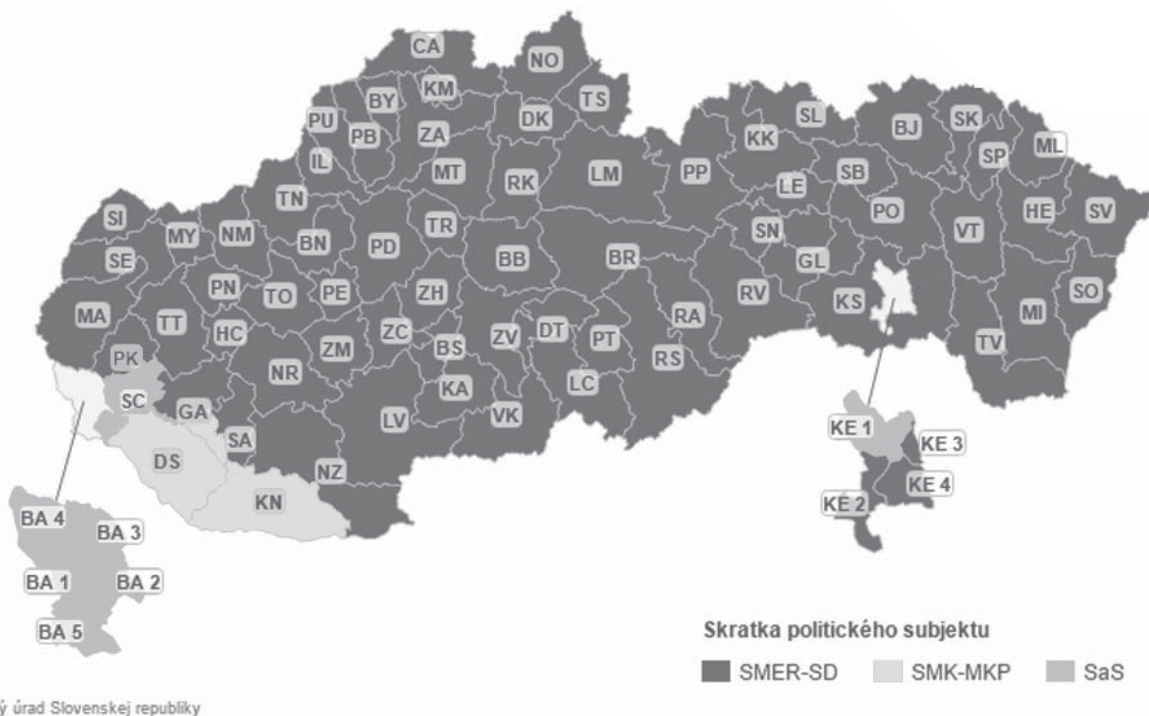 CA
NO
KM
BY
TS
PU
PB
ZA
DK
IL
MT
RK
LM
PP
KK
SL
BJ
SK
ML
SP
LE
SB
TN
SI
MY
NM
BN
PD
TR
SE
BB
BR
SN
PO
VT
HE
SV
GL
PN
TO
PE
ZH
RV
KS
SO
MA
TT
HC
ZM
ZC
BS
ZV
DT
PT
RA
MI
TV
PK
NR
RS
SC
GA
KA
LC
LV
VK
SA
DS
NZ
KN
KE 1
KE 3
KE 4
KE 2
BA 4
BA 3
BA 1
BA 2
BA 5
Skratka politického subjektu
SMER-SD SMK-MKP SaS
ý úrad Slovenskej republiky